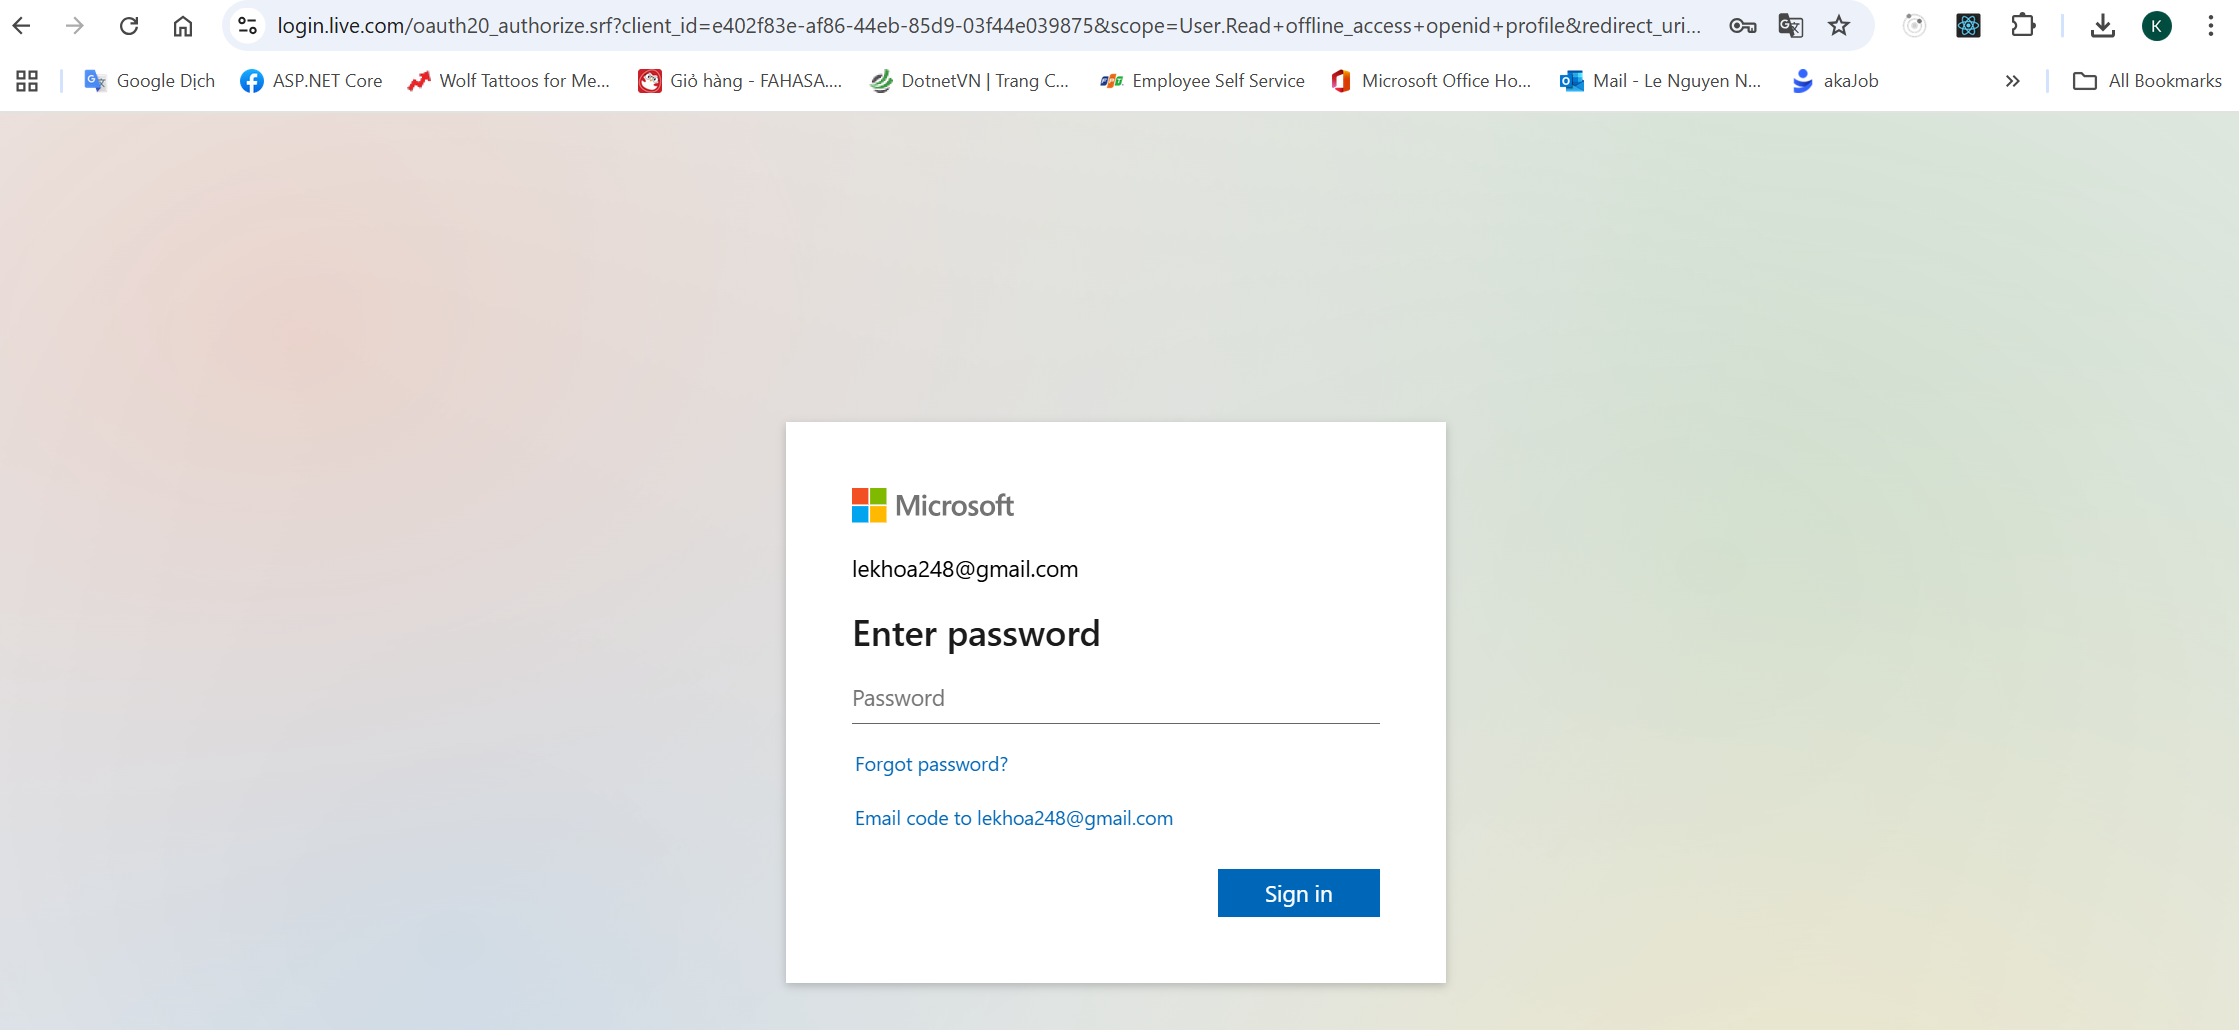 login.live.com/oauth20_authorize.srf?client_id=e402f83e-af86-44eb-85d9-03f44e039875&scope=User.Read+offline_access+openid+profile&redirect_uri...
K
Google Dịch
ASP.NET Core
Wolf Tattoos for Me...
Giỏ hàng - FAHASA....
DotnetVN | Trang C...
Employee Self Service
Microsoft Office Ho...
Mail - Le Nguyen N...
akaJob
All Bookmarks
Microsoft
lekhoa248@gmail.com
Enter password
Password
Forgot password?
Email code to lekhoa248@gmail.com
Sign in